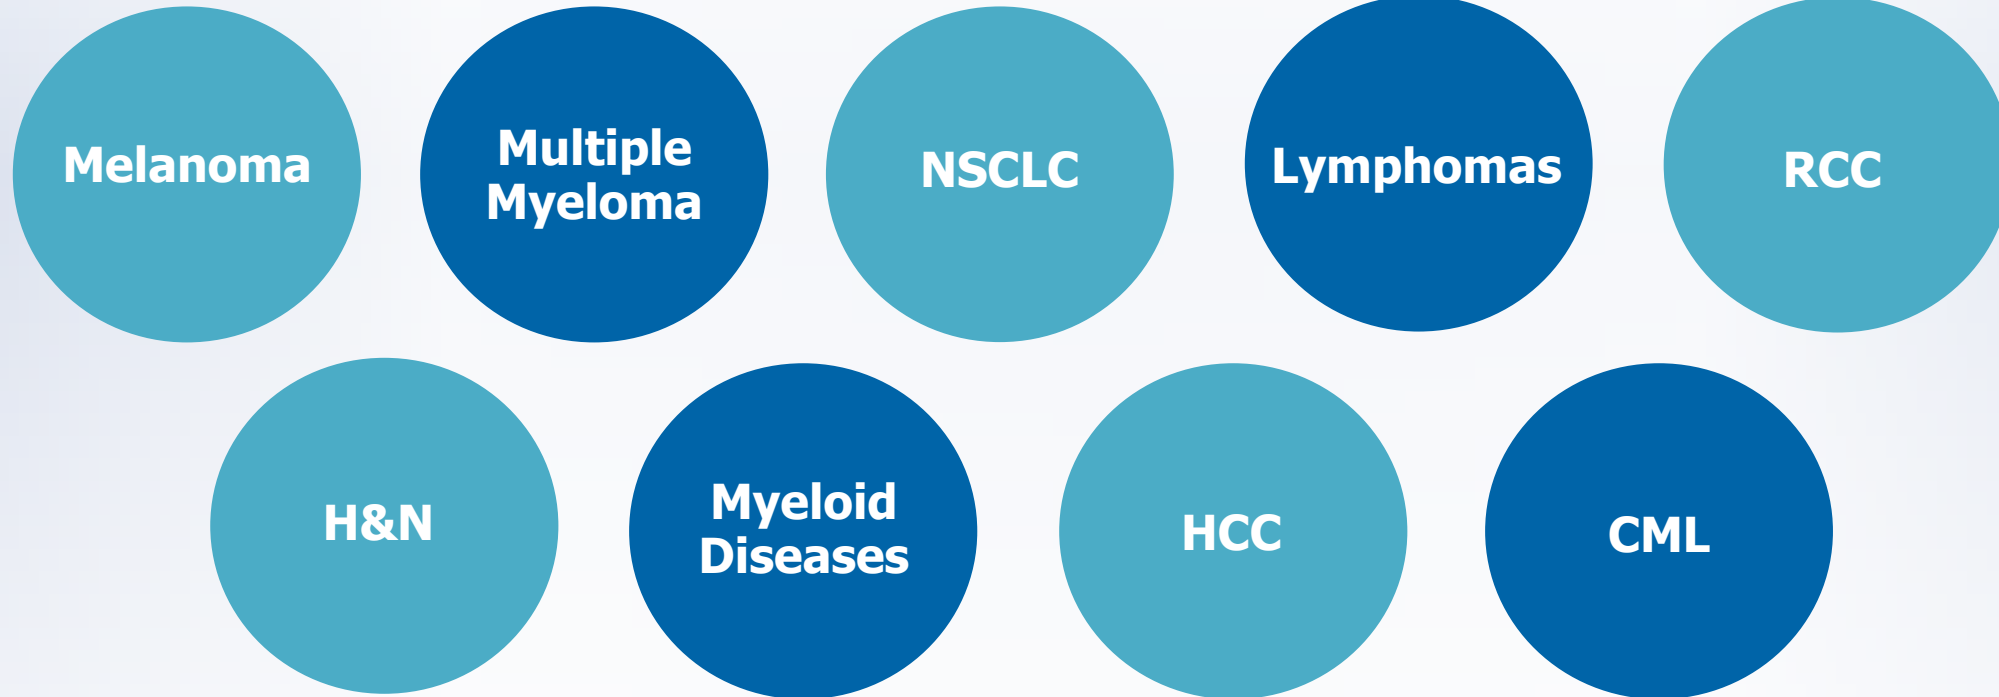 Melanoma
Multiple
Myeloma
NSCLC
Lymphomas
RCC
H&N
Myeloid
Diseases
HCC
CML